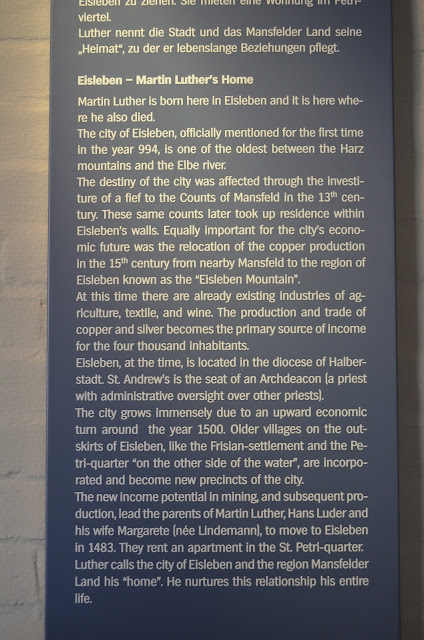 Eisleben zu ziehen. Sie mieten eine Wohnung im Petri-
viertel.
Luther nennt die Stadt und das Mansfelder Land seine
„Heimat“, zu der er lebenslange Beziehungen pflegt.
Eisleben – Martin Luther's Home
Martin Luther is born here in Eisleben and it is here whe-
re he also died.
The city of Eisleben, officially mentioned for the first time
in the year 994, is one of the oldest between the Harz
mountains and the Elbe river.
The destiny of the city was affected through the investi-
ture of a fief to the Counts of Mansfeld in the 13th cen-
tury. These same counts later took up residence within
Eisleben's walls. Equally important for the city's econo-
mic future was the relocation of the copper production
in the 15th century from nearby Mansfeld to the region of
Eisleben known as the “Eisleben Mountain”.
At this time there are already existing industries of ag-
riculture, textile, and wine. The production and trade of
copper and silver becomes the primary source of income
for the four thousand inhabitants.
Eisleben, at the time, is located in the diocese of Halber-
stadt. St. Andrew's is the seat of an Archdeacon (a priest
with administrative oversight over other priests).
The city grows immensely due to an upward economic
turn around the year 1500. Older villages on the out-
skirts of Eisleben, like the Frisian-settlement and the Pe-
tri-quarter “on the other side of the water”, are incorpo-
rated and become new precincts of the city.
The new income potential in mining, and subsequent pro-
duction, lead the parents of Martin Luther, Hans Luder and
his wife Margarete (née Lindemann), to move to Eisleben
in 1483. They rent an apartment in the St. Petri-quarter.
Luther calls the city of Eisleben and the region Mansfelder
Land his “home”. He nurtures this relationship his entire
life.